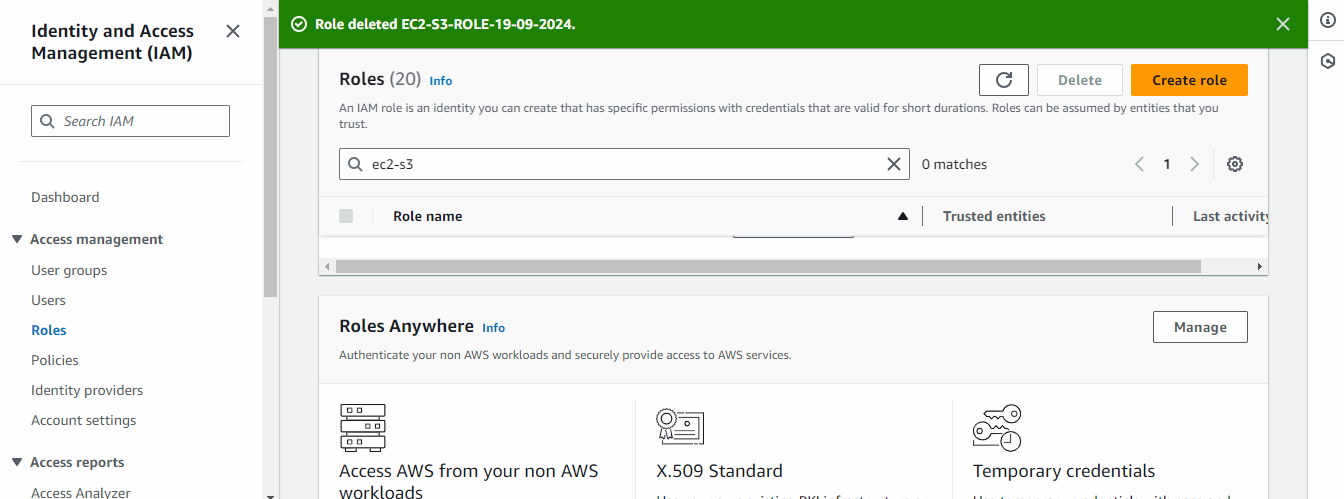 Identity and Access
Management (IAM)
Search IAM
Dashboard
Access management
User groups
Users
Roles
Policies
Identity providers
Account settings
Access reports
Access Analyzer
Role deleted EC2-S3-ROLE-19-09-2024.
Roles (20) Info
Delete
Create role
An IAM role is an identity you can create that has specific permissions with credentials that are valid for short durations. Roles can be assumed by entities that you
trust.
ec2-s3
0 matches
1
Role name
Trusted entities
Last activity
Roles Anywhere Info
Manage
Authenticate your non AWS workloads and securely provide access to AWS services.
Access AWS from your non AWS
workloads
X.509 Standard
Temporary credentials